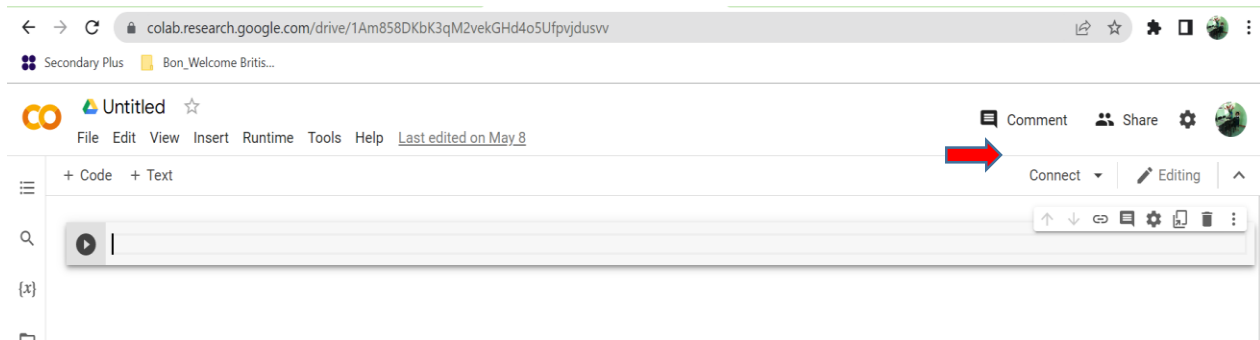 colab.research.google.com/drive/1Am858DKbK3qM2vekGHd4o5Ufpvjdusvv
Secondary Plus Bon_Welcome Britis...
CO Untitled
Comment Share
File Edit View Insert Runtime Tools Help Last edited on May 8
+ Code + Text Connect Editing
{x}